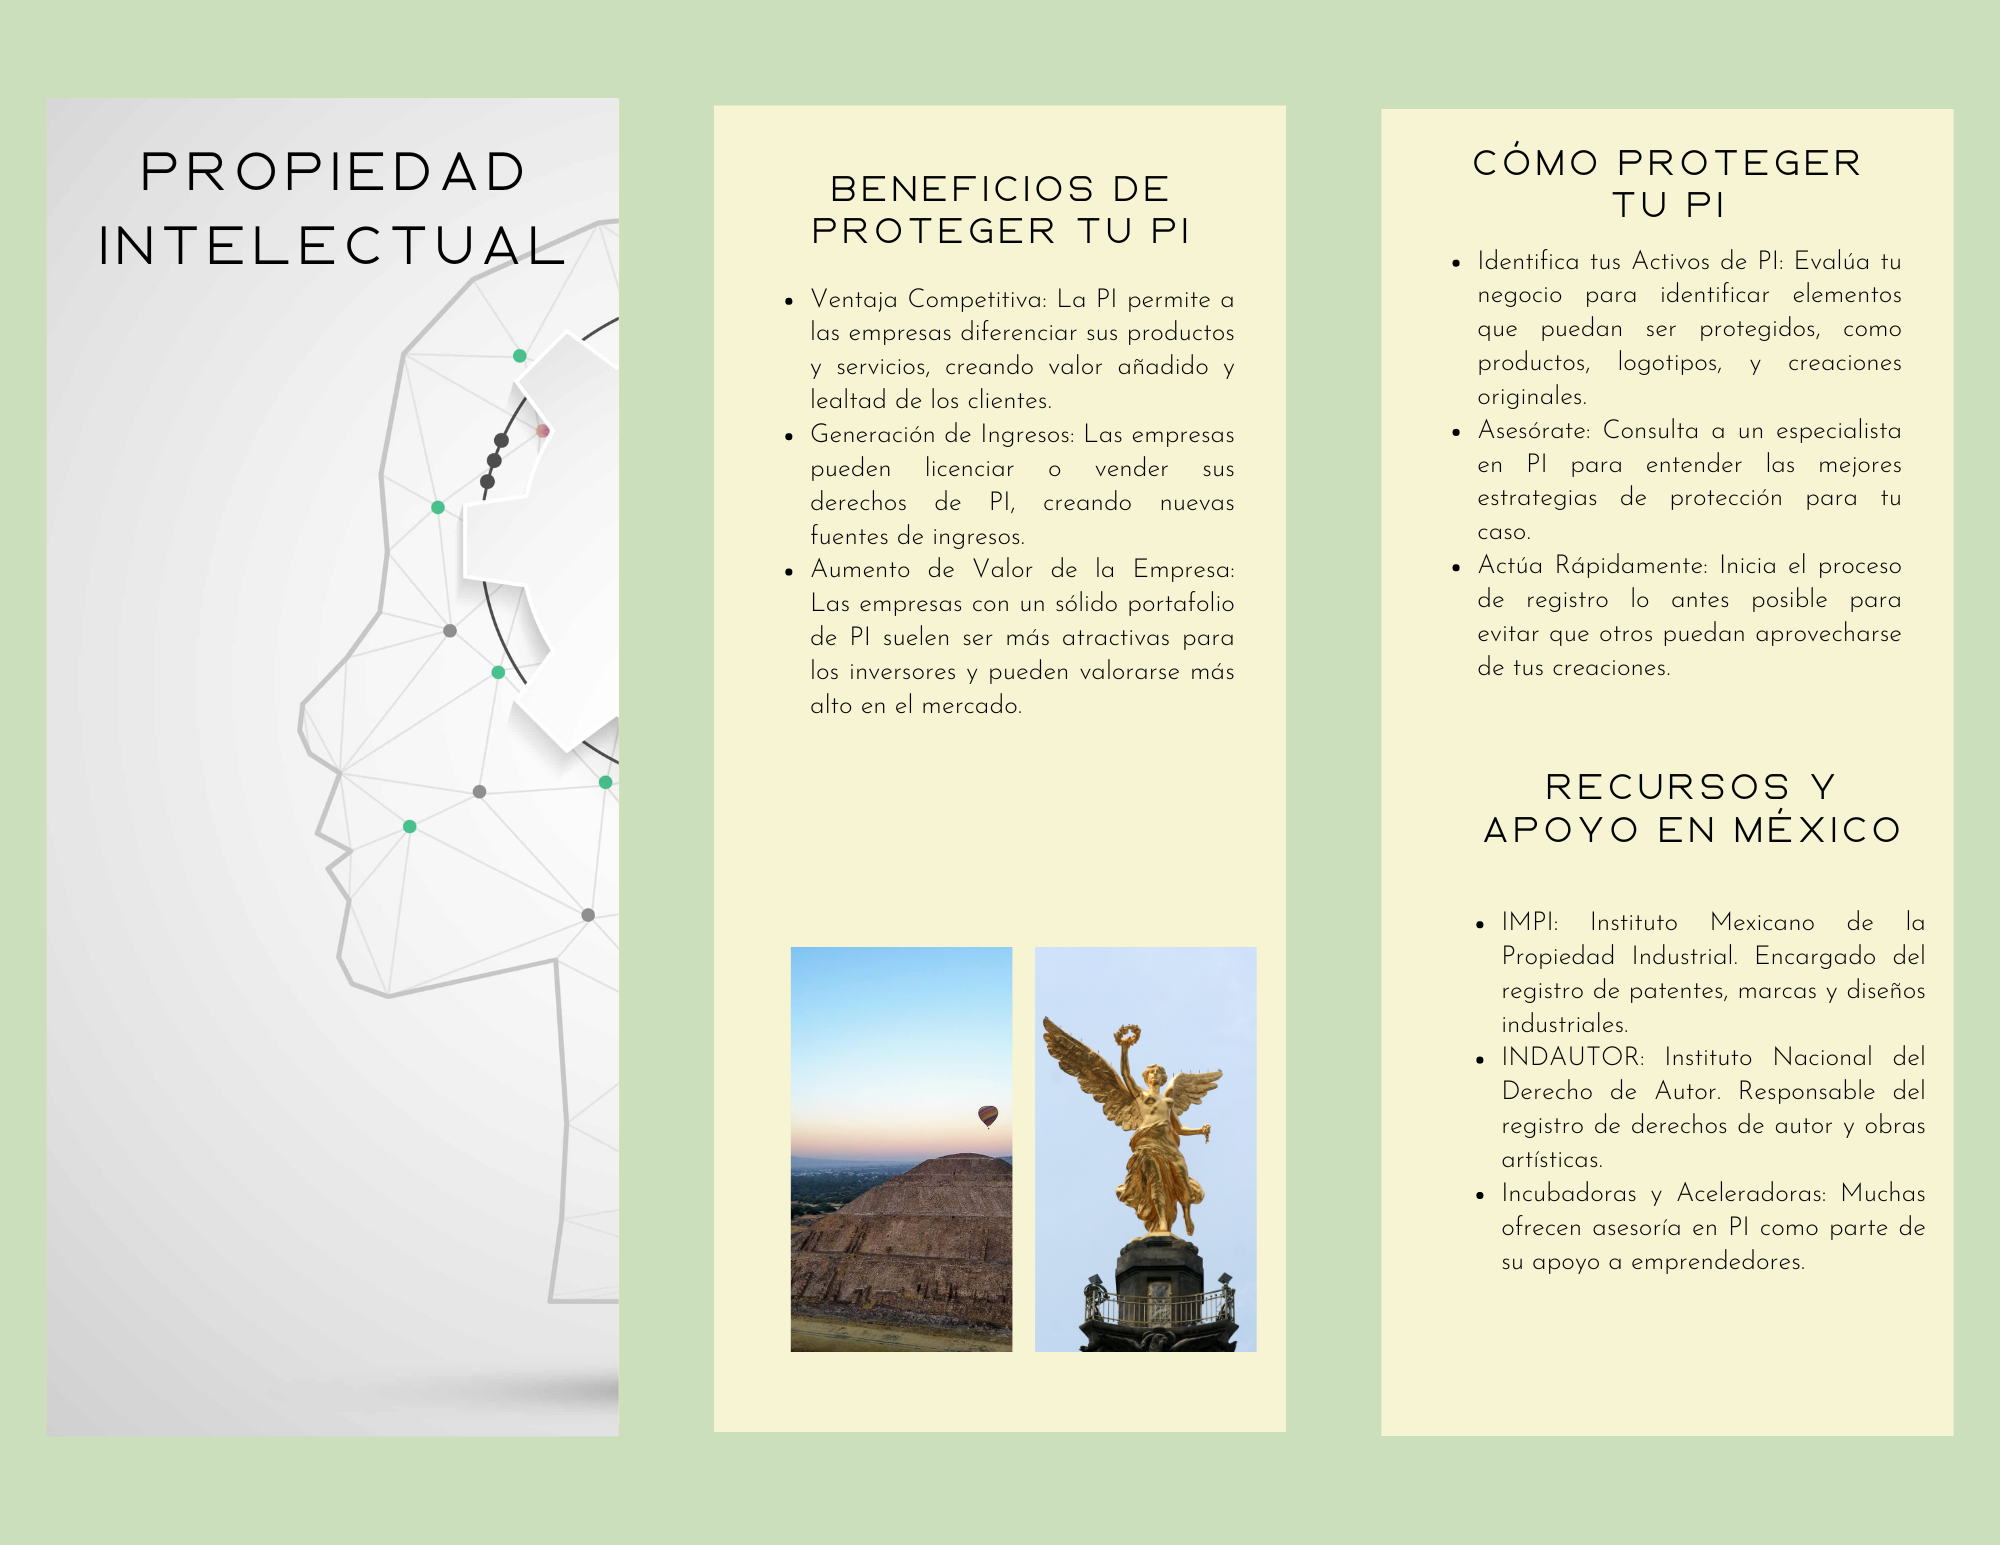 PROPIEDAD
INTELECTUAL
BENEFICIOS DE
PROTEGER TU PI
• Ventaja Competitiva: La PI permite a
las empresas diferenciar sus productos
y servicios, creando valor añadido y
lealtad de los clientes.
• Generación de Ingresos: Las empresas
pueden licenciar o vender sus
derechos de PI, creando nuevas
fuentes de ingresos.
• Aumento de Valor de la Empresa:
Las empresas con un sólido portafolio
de PI suelen ser más atractivas para
los inversores y pueden valorarse más
alto en el mercado.
CÓMO PROTEGER
TU PI
• Identifica tus Activos de PI: Evalúa tu
negocio para identificar elementos
que puedan ser protegidos, como
productos, logotipos, y creaciones
originales.
• Asesórate: Consulta a un especialista
en PI para entender las mejores
estrategias de protección para tu
caso.
• Actúa Rápidamente: Inicia el proceso
de registro lo antes posible para
evitar que otros puedan aprovecharse
de tus creaciones.
RECURSOS Y
APOYO EN MÉXICO
• IMPI: Instituto Mexicano de la
Propiedad Industrial. Encargado del
registro de patentes, marcas y diseños
industriales.
• INDAUTOR: Instituto Nacional del
Derecho de Autor. Responsable del
registro de derechos de autor y obras
artísticas.
• Incubadoras y Aceleradoras: Muchas
ofrecen asesoría en PI como parte de
su apoyo a emprendedores.